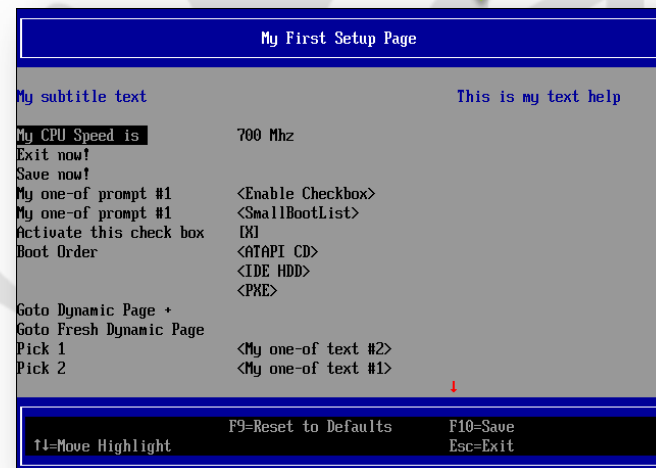 My First Setup Page
My subtitle text This is my text help
My CPU Speed is 700 Mhz
Exit now!
Save now!
My one-of prompt #1 <Enable Checkbox>
My one-of prompt #1 <SmallBootList>
Activate this check box [X]
Boot Order <ATAPI CD>
<IDE HDD>
<PXE>
Goto Dynamic Page +
Goto Fresh Dynamic Page
Pick 1 <My one-of text #2>
Pick 2 <My one-of text #1>
↓
F9=Reset to Defaults F10=Save
↑↓=Move Highlight Esc=Exit